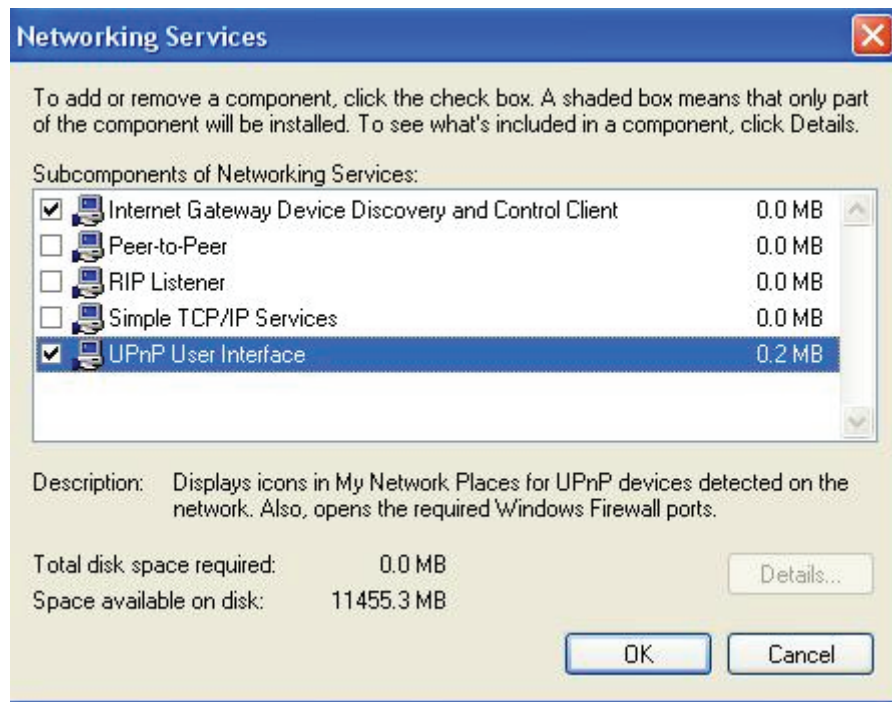 Networking Services
To add or remove a component, click the check box. A shaded box means that only part
of the component will be installed. To see what's included in a component, click Details.
Subcomponents of Networking Services:
Internet Gateway Device Discovery and Control Client 0.0 MB
Peer-to-Peer 0.0 MB
RIP Listener 0.0 MB
Simple TCP/IP Services 0.0 MB
UPnP User Interface 0.2 MB
Description: Displays icons in My Network Places for UPnP devices detected on the
network. Also, opens the required Windows Firewall ports.
Total disk space required: 0.0 MB
Space available on disk: 11455.3 MB
Details...
OK Cancel